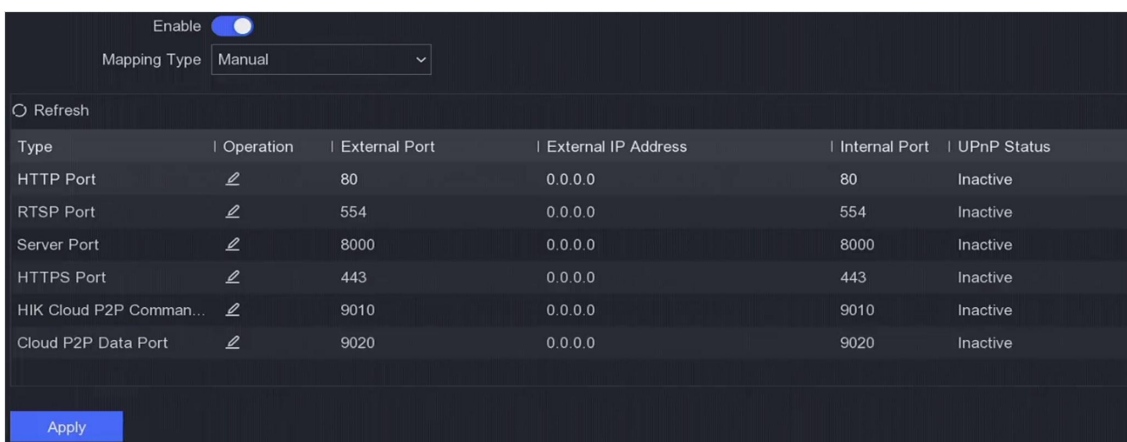 Enable
Mapping Type Manual
Refresh
Type Operation External Port External IP Address Internal Port UPnP Status
HTTP Port 80 0.0.0.0 80 Inactive
RTSP Port 554 0.0.0.0 554 Inactive
Server Port 8000 0.0.0.0 8000 Inactive
HTTPS Port 443 0.0.0.0 443 Inactive
HIK Cloud P2P Comman... 9010 0.0.0.0 9010 Inactive
Cloud P2P Data Port 9020 0.0.0.0 9020 Inactive
Apply